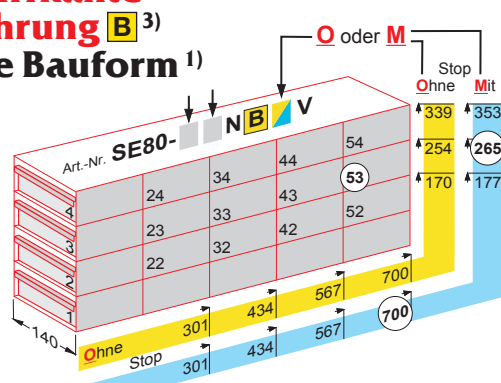 hrung B 3)
e Bauform 1)
O oder M
Stop
Ohne Mit
Art.-Nr. SE80- N B V
339 353
254 265
170 177
54
44
34
24
53
43
33
23
52
42
32
22
4
3
2
1
140
Ohne 301 434 567 700
Stop
301 434 567 700